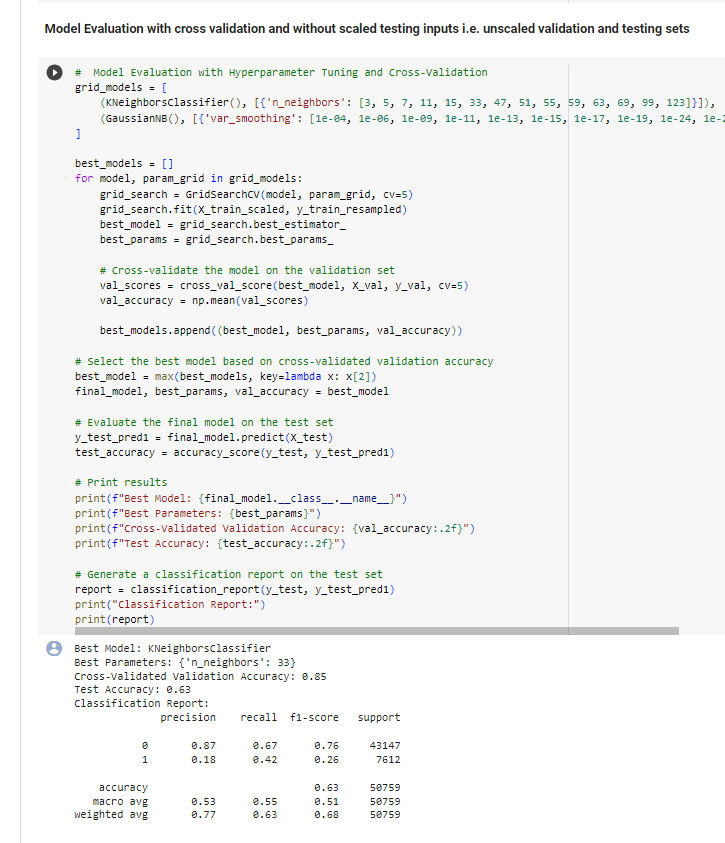 Model Evaluation with cross validation and without scaled testing inputs i.e. unscaled validation and testing sets
# Model Evaluation with Hyperparameter Tuning and Cross-Validation
grid_models = [
(KNeighborsClassifier(), [{'n_neighbors': [3, 5, 7, 11, 15, 33, 47, 51, 55, 59, 63, 69, 99, 123]}]),
(GaussianNB(), [{'var_smoothing': [1e-04, 1e-06, 1e-09, 1e-11, 1e-13, 1e-15, 1e-17, 1e-19, 1e-24, 1e-
]
best_models = []
for model, param_grid in grid_models:
grid_search = GridSearchCV(model, param_grid, cv=5)
grid_search.fit(X_train_scaled, y_train_resampled)
best_model = grid_search.best_estimator_
best_params = grid_search.best_params_
# Cross-validate the model on the validation set
val_scores = cross_val_score(best_model, X_val, y_val, cv=5)
val_accuracy = np.mean(val_scores)
best_models.append((best_model, best_params, val_accuracy))
# Select the best model based on cross-validated validation accuracy
best_model = max(best_models, key=lambda x: x[2])
final_model, best_params, val_accuracy = best_model
# Evaluate the final model on the test set
y_test_pred1 = final_model.predict(X_test)
test_accuracy = accuracy_score(y_test, y_test_pred1)
# Print results
print(f"Best Model: {final_model.__class__.__name__}")
print(f"Best Parameters: {best_params}")
print(f"Cross-Validated Validation Accuracy: {val_accuracy:.2f}")
print(f"Test Accuracy: {test_accuracy:.2f}")
# Generate a classification report on the test set
report = classification_report(y_test, y_test_pred1)
print("Classification Report:")
print(report)
Best Model: KNeighborsClassifier
Best Parameters: {'n_neighbors': 33}
Cross-Validated Validation Accuracy: 0.85
Test Accuracy: 0.63
Classification Report:
precision recall f1-score support
0 0.87 0.67 0.76 43147
1 0.18 0.42 0.26 7612
accuracy 0.63 50759
macro avg 0.53 0.55 0.51 50759
weighted avg 0.77 0.63 0.68 50759